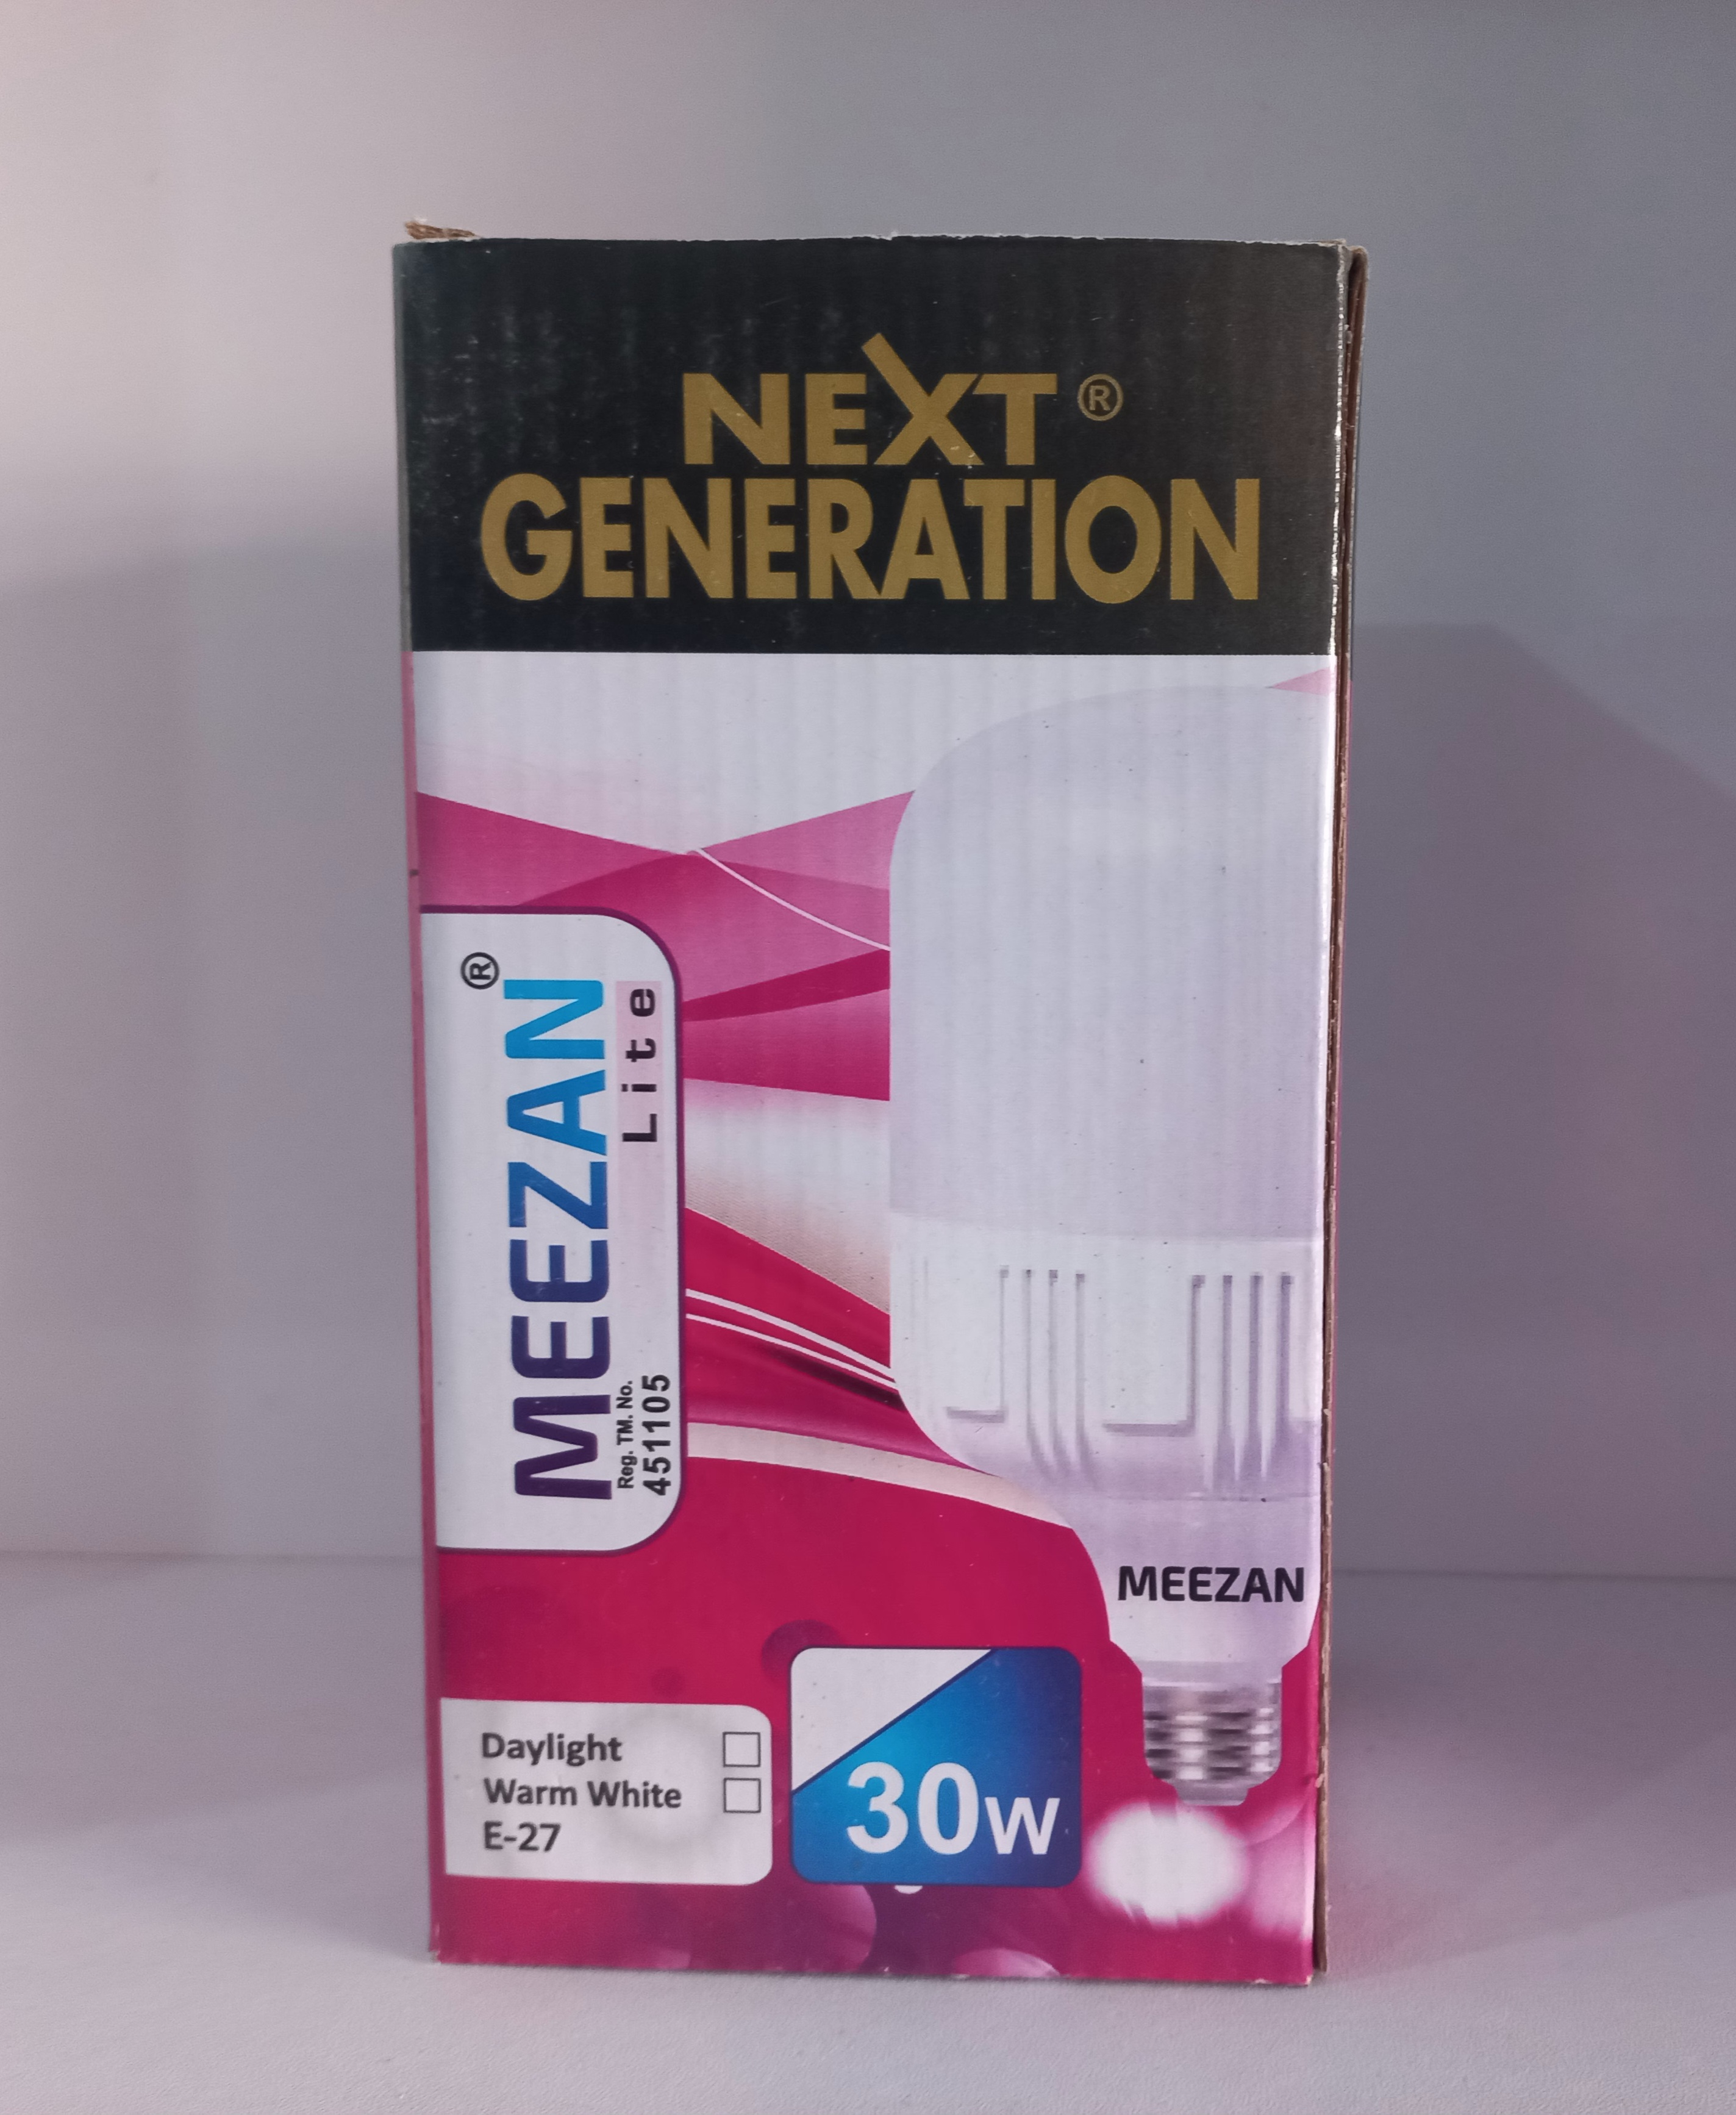 NEXT ®
GENERATION
MEEZAN ®
Lite
Reg. TM. No.
451105
MEEZAN
Daylight
Warm White
E-27
30W